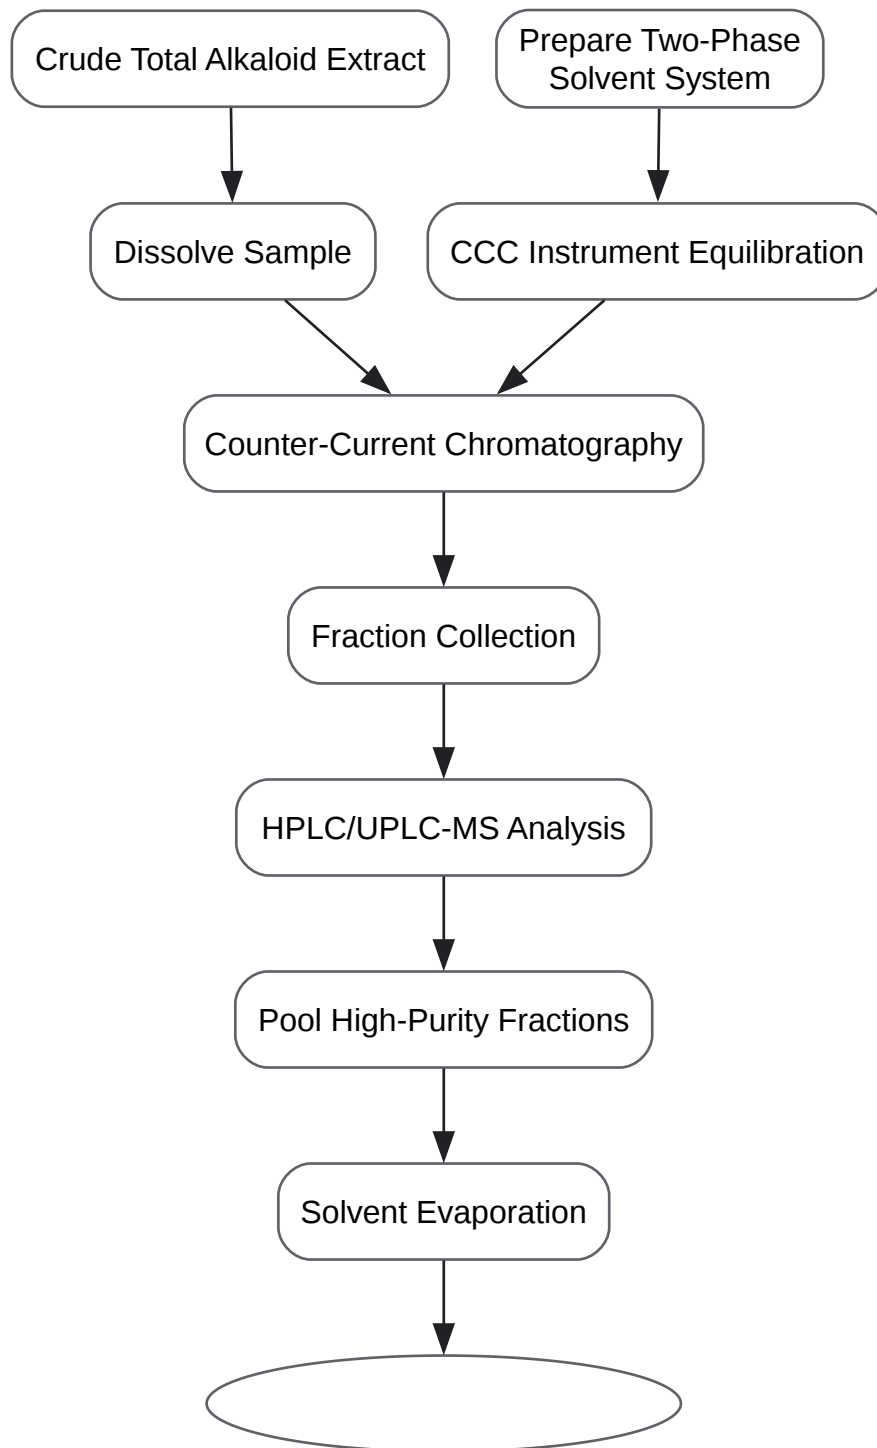 Crude Total Alkaloid Extract
Prepare Two-Phase
Solvent System
Dissolve Sample
CCC Instrument Equilibration
Counter-Current Chromatography
Fraction Collection
HPLC/UPLC-MS Analysis
Pool High-Purity Fractions
Solvent Evaporation